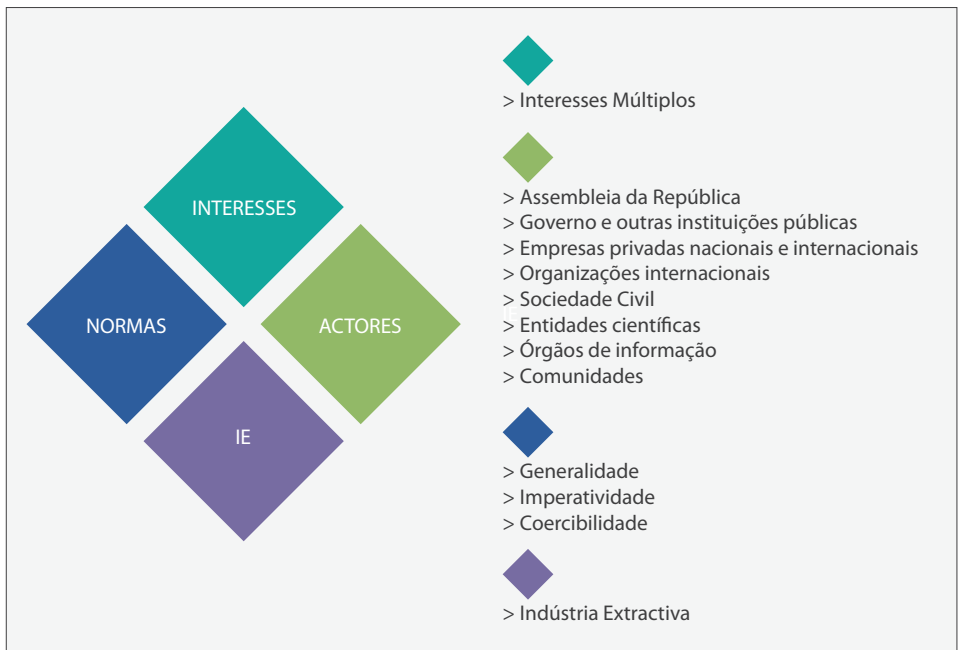 INTERESSES
NORMAS
ACTORES
IE
> Interesses Múltiplos
> Assembleia da República
> Governo e outras instituições públicas
> Empresas privadas nacionais e internacionais
> Organizações internacionais
> Sociedade Civil
IE
> Entidades científicas
> Órgãos de informação
> Comunidades
> Generalidade
> Imperatividade
> Coercibilidade
> Indústria Extractiva